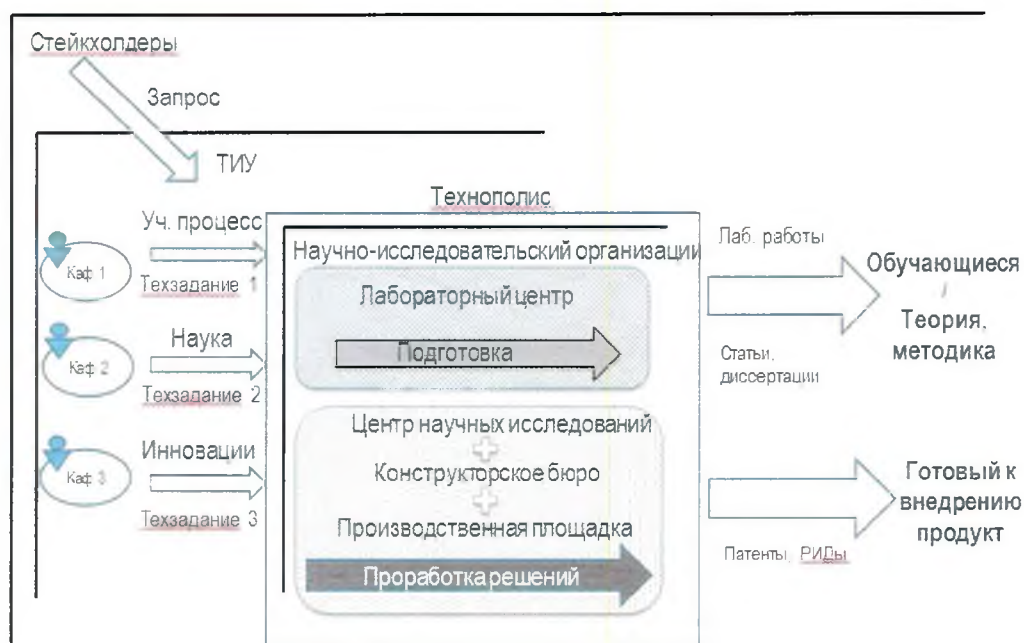 Стейкхолдеры
Запрос
ТИУ
Технополис
Уч. процесс
Каф 1
Техзадание 1
Наука
Каф 2
Техзадание 2
Инновации
Каф 3
Техзадание 3
Научно-исследовательский организации
Лабораторный центр
Подготовка
Центр научных исследований
Конструкторское бюро
Производственная площадка
Проработка решений
Лаб. работы
Статьи,
диссертации
Обучающиеся
/
Теория,
методика
Патенты, РИДы
Готовый к
внедрению
продукт